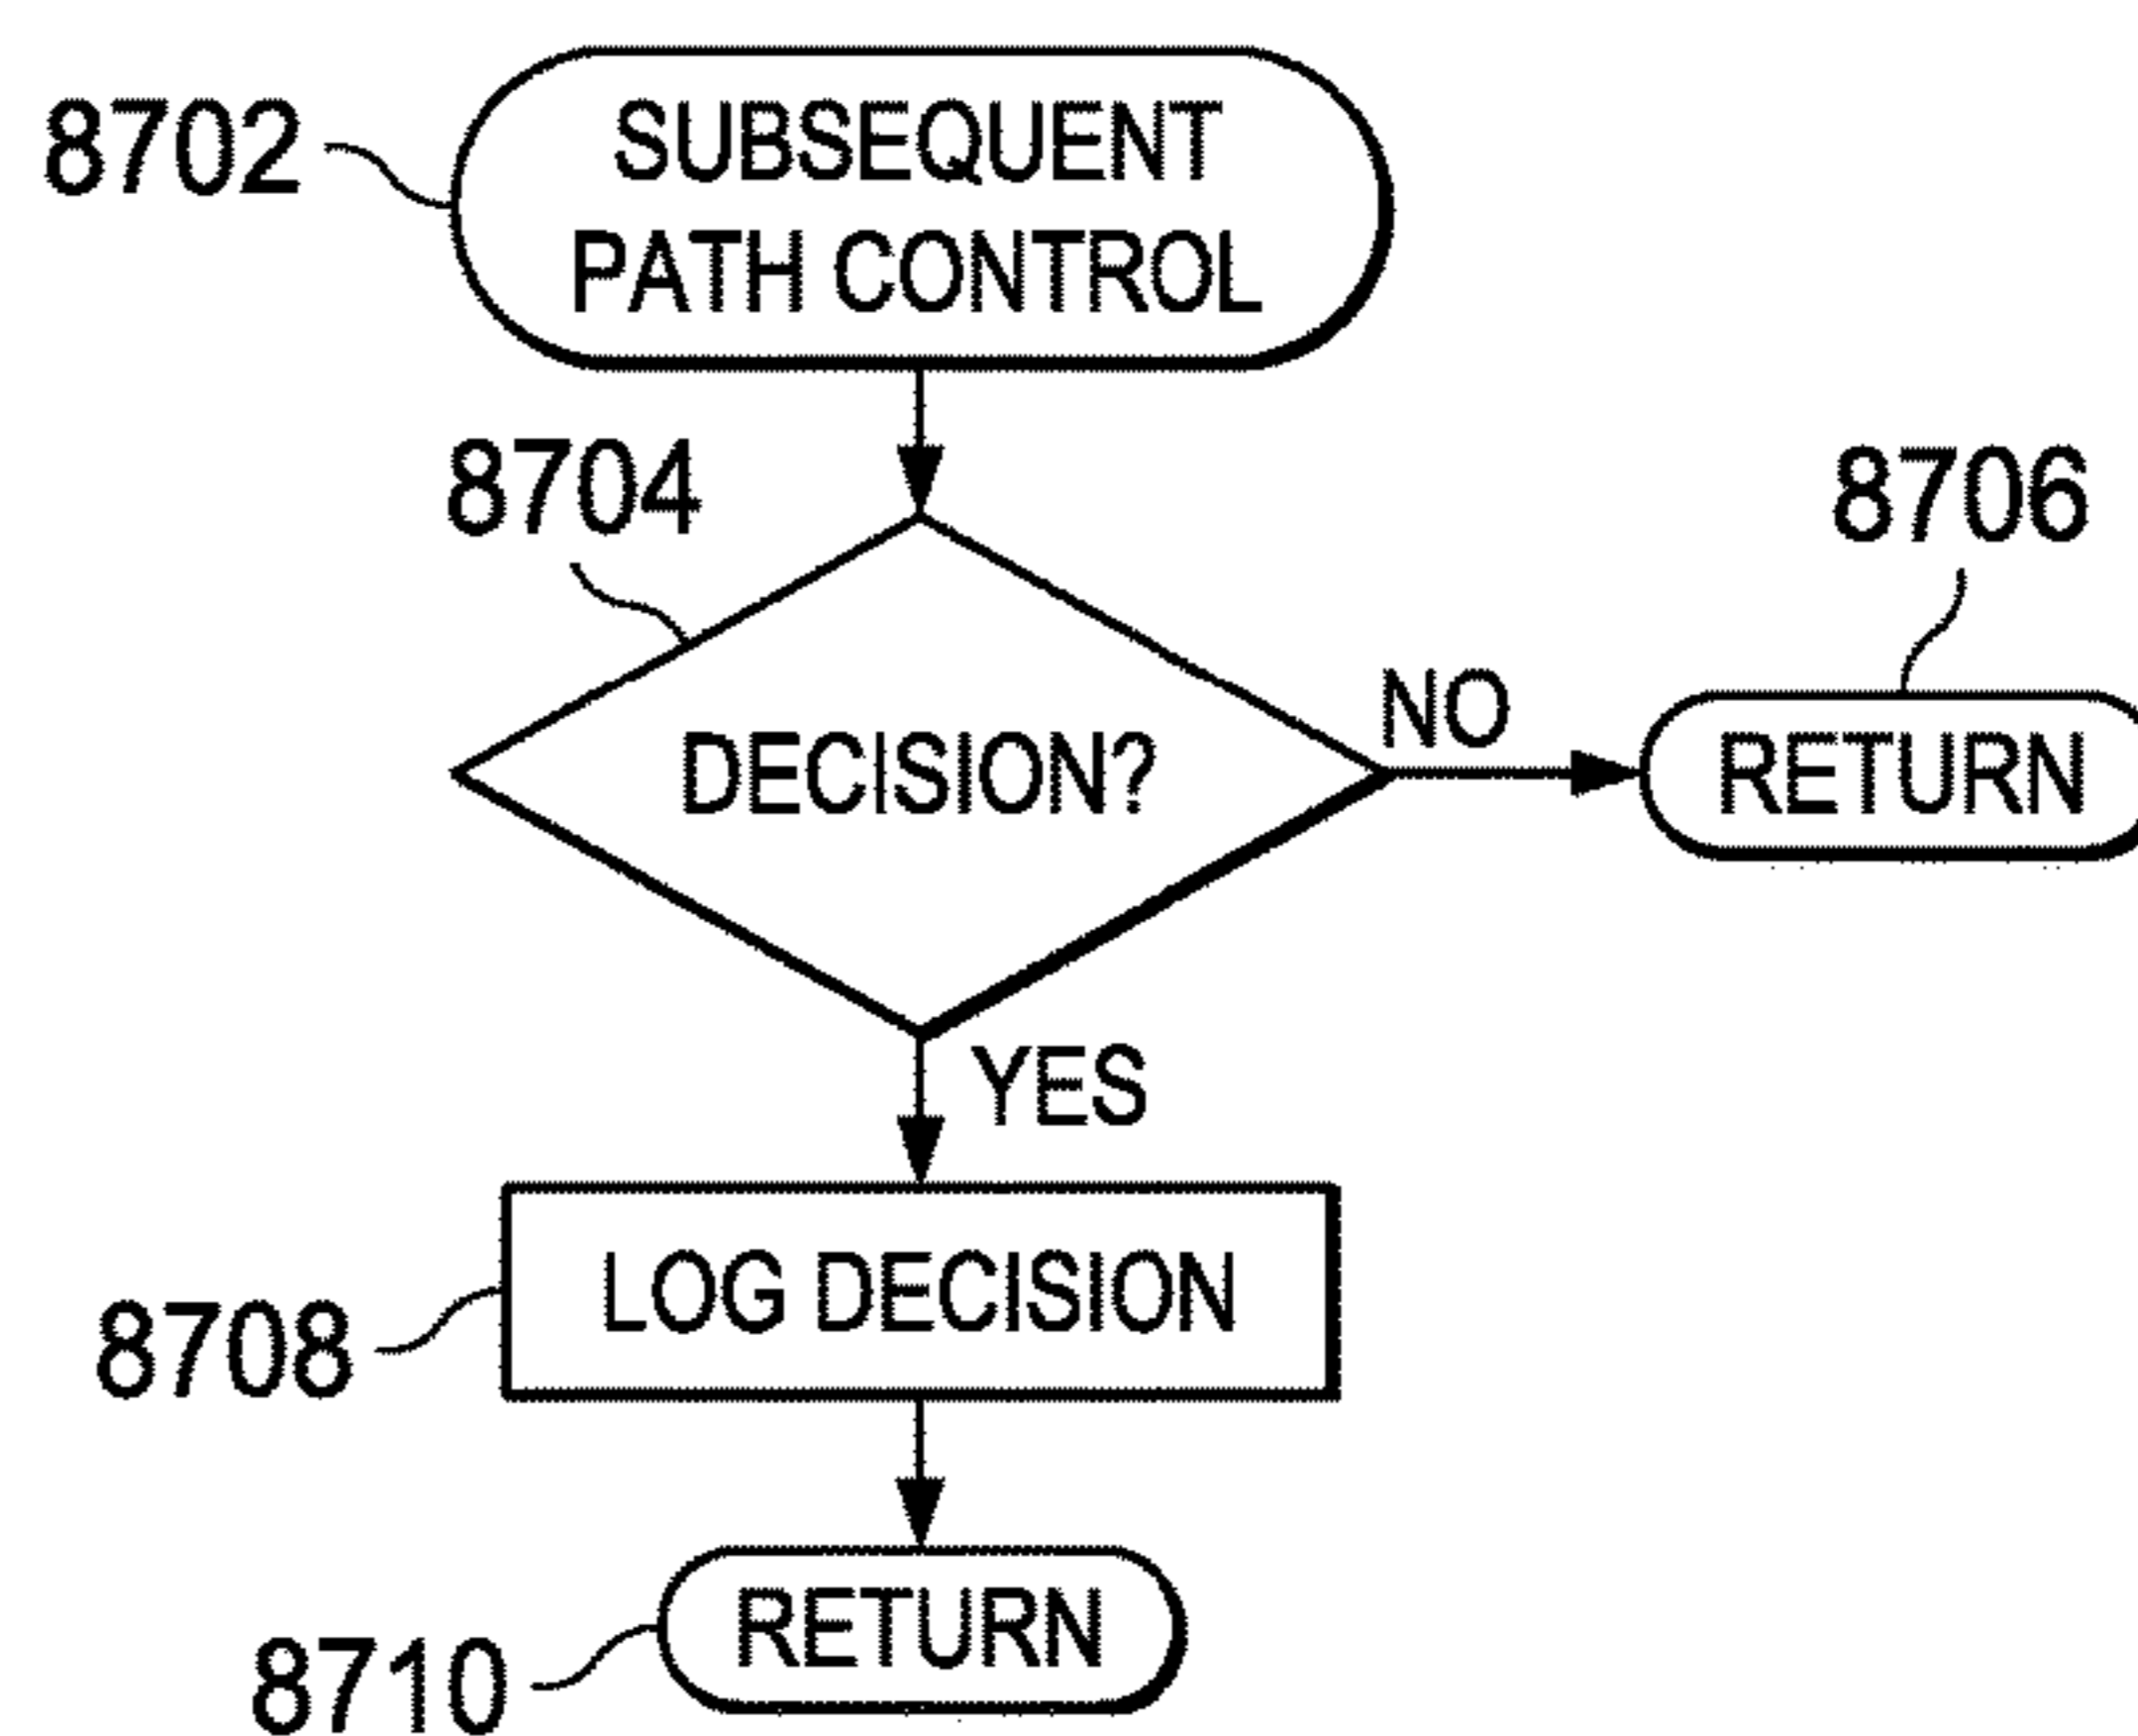 8702
SUBSEQUENT
PATH CONTROL
8704
8706
DECISION?
NO
RETURN
YES
8708
LOG DECISION
8710
RETURN